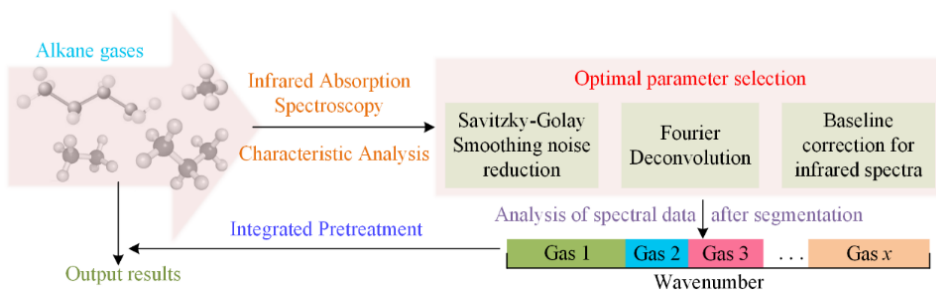 Alkane gases
Infrared Absorption
Spectroscopy
Characteristic Analysis
Optimal parameter selection
Savitzky-Golay
Smoothing noise
reduction
Fourier
Deconvolution
Baseline
correction for
infrared spectra
Analysis of spectral data after segmentation
Integrated Pretreatment
Gas 1 Gas 2 Gas 3 ... Gas x
Wavenumber
Output results